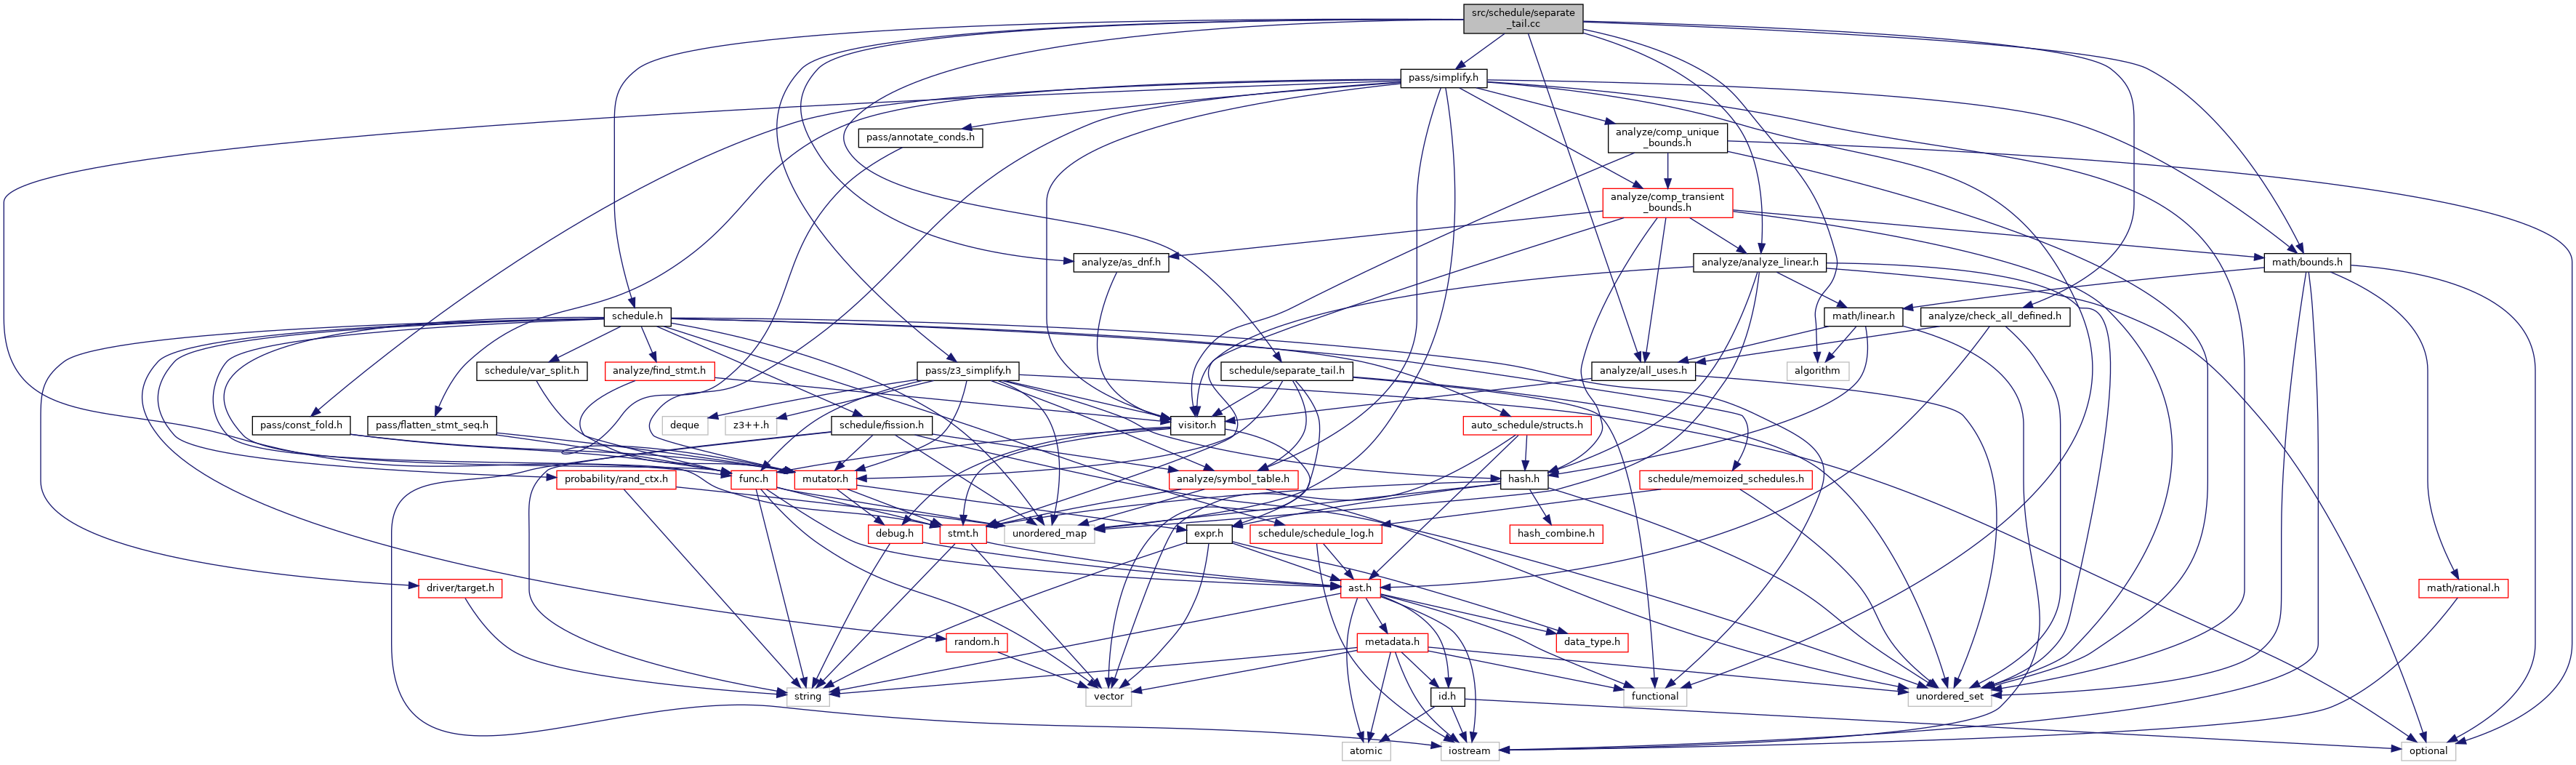 src/schedule/separate
_tail.cc
pass/simplify.h
pass/annotate_conds.h
analyze/comp_unique
_bounds.h
analyze/comp_transient
_bounds.h
analyze/as_dnf.h
analyze/analyze_linear.h
math/bounds.h
schedule.h
math/linear.h
analyze/check_all_defined.h
schedule/var_split.h
analyze/find_stmt.h
pass/z3_simplify.h
schedule/separate_tail.h
analyze/all_uses.h
algorithm
pass/const_fold.h
pass/flatten_stmt_seq.h
deque
z3++.h
schedule/fission.h
visitor.h
auto_schedule/structs.h
probability/rand_ctx.h
func.h
mutator.h
analyze/symbol_table.h
hash.h
schedule/memoized_schedules.h
debug.h
stmt.h
unordered_map
expr.h
schedule/schedule_log.h
hash_combine.h
driver/target.h
ast.h
math/rational.h
random.h
metadata.h
data_type.h
string
vector
id.h
functional
unordered_set
atomic
iostream
optional